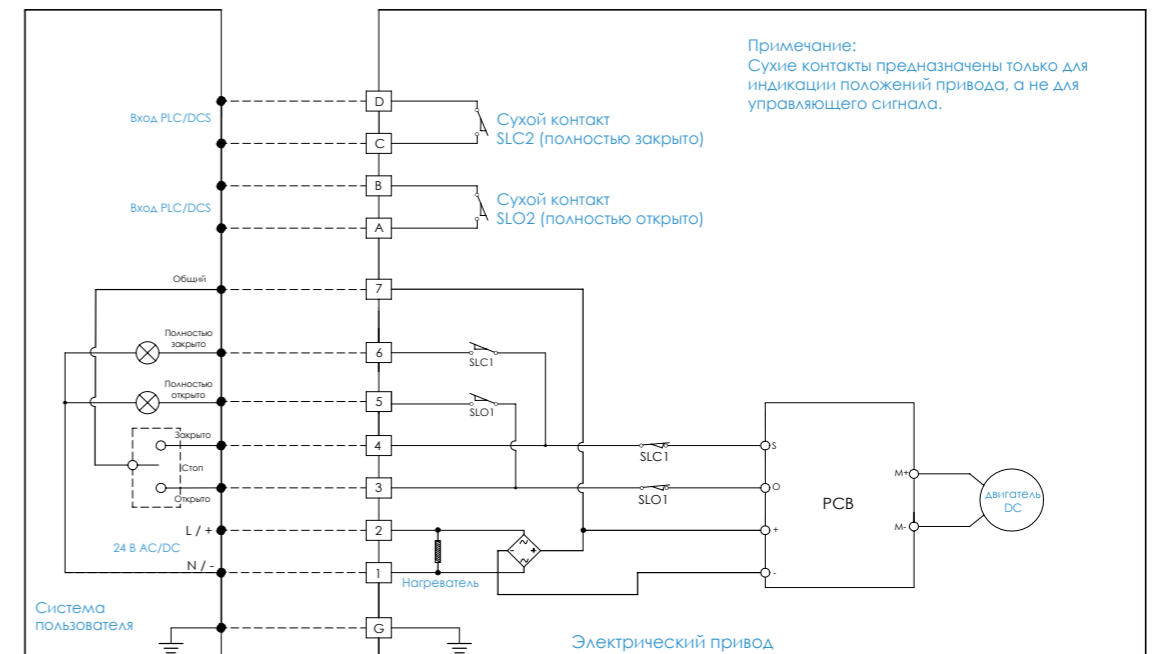 Примечание:
Сухие контакты предназначены только для
индикации положений привода, а не для
управляющего сигнала.
D
Вход PLC/DCS
Сухой контакт
SLC2 (полностью закрыто)
C
B
Вход PLC/DCS
Сухой контакт
SLO2 (полностью открыто)
A
Общий
7
Полностью
закрыто
6
SLC1
Полностью
открыто
5
SLO1
Закрыто
4
SLC1
S
Стоп
M+
Открыто
3
SLO1
O
PCB
двигатель
DC
L / +
2
+
M-
24 В AC/DC
N / -
1
Нагреватель
- +
-
Система
пользователя
G
Электрический привод